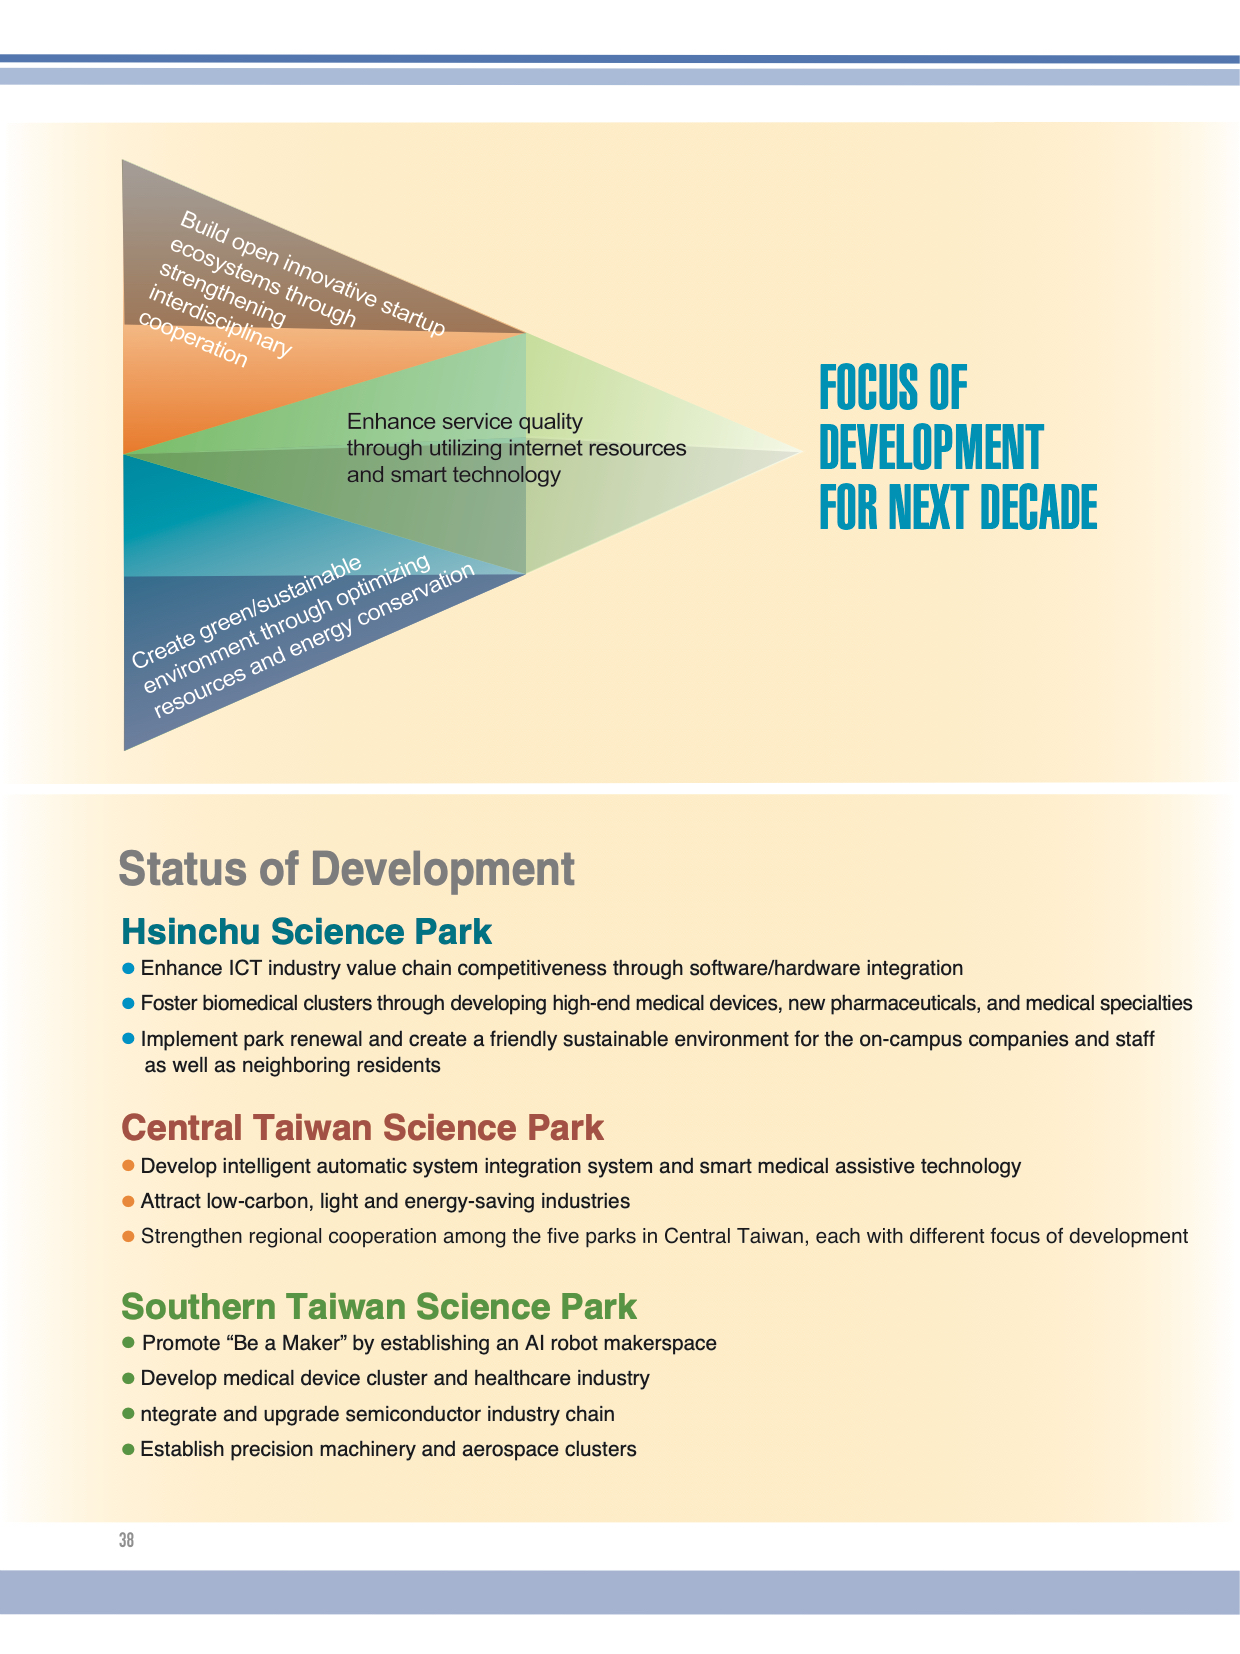 Build open innovative startup
ecosystems through
strengthening
interdisciplinary
cooperation
Enhance service quality
through utilizing internet resources
and smart technology
Create green/sustainable
environment through optimizing
resources and energy conservation
FOCUS OF
DEVELOPMENT
FOR NEXT DECADE
Status of Development
Hsinchu Science Park
● Enhance ICT industry value chain competitiveness through software/hardware integration
● Foster biomedical clusters through developing high-end medical devices, new pharmaceuticals, and medical specialties
● Implement park renewal and create a friendly sustainable environment for the on-campus companies and staff
as well as neighboring residents
Central Taiwan Science Park
● Develop intelligent automatic system integration system and smart medical assistive technology
● Attract low-carbon, light and energy-saving industries
● Strengthen regional cooperation among the five parks in Central Taiwan, each with different focus of development
Southern Taiwan Science Park
● Promote “Be a Maker” by establishing an AI robot makerspace
● Develop medical device cluster and healthcare industry
● ntegrate and upgrade semiconductor industry chain
● Establish precision machinery and aerospace clusters
38